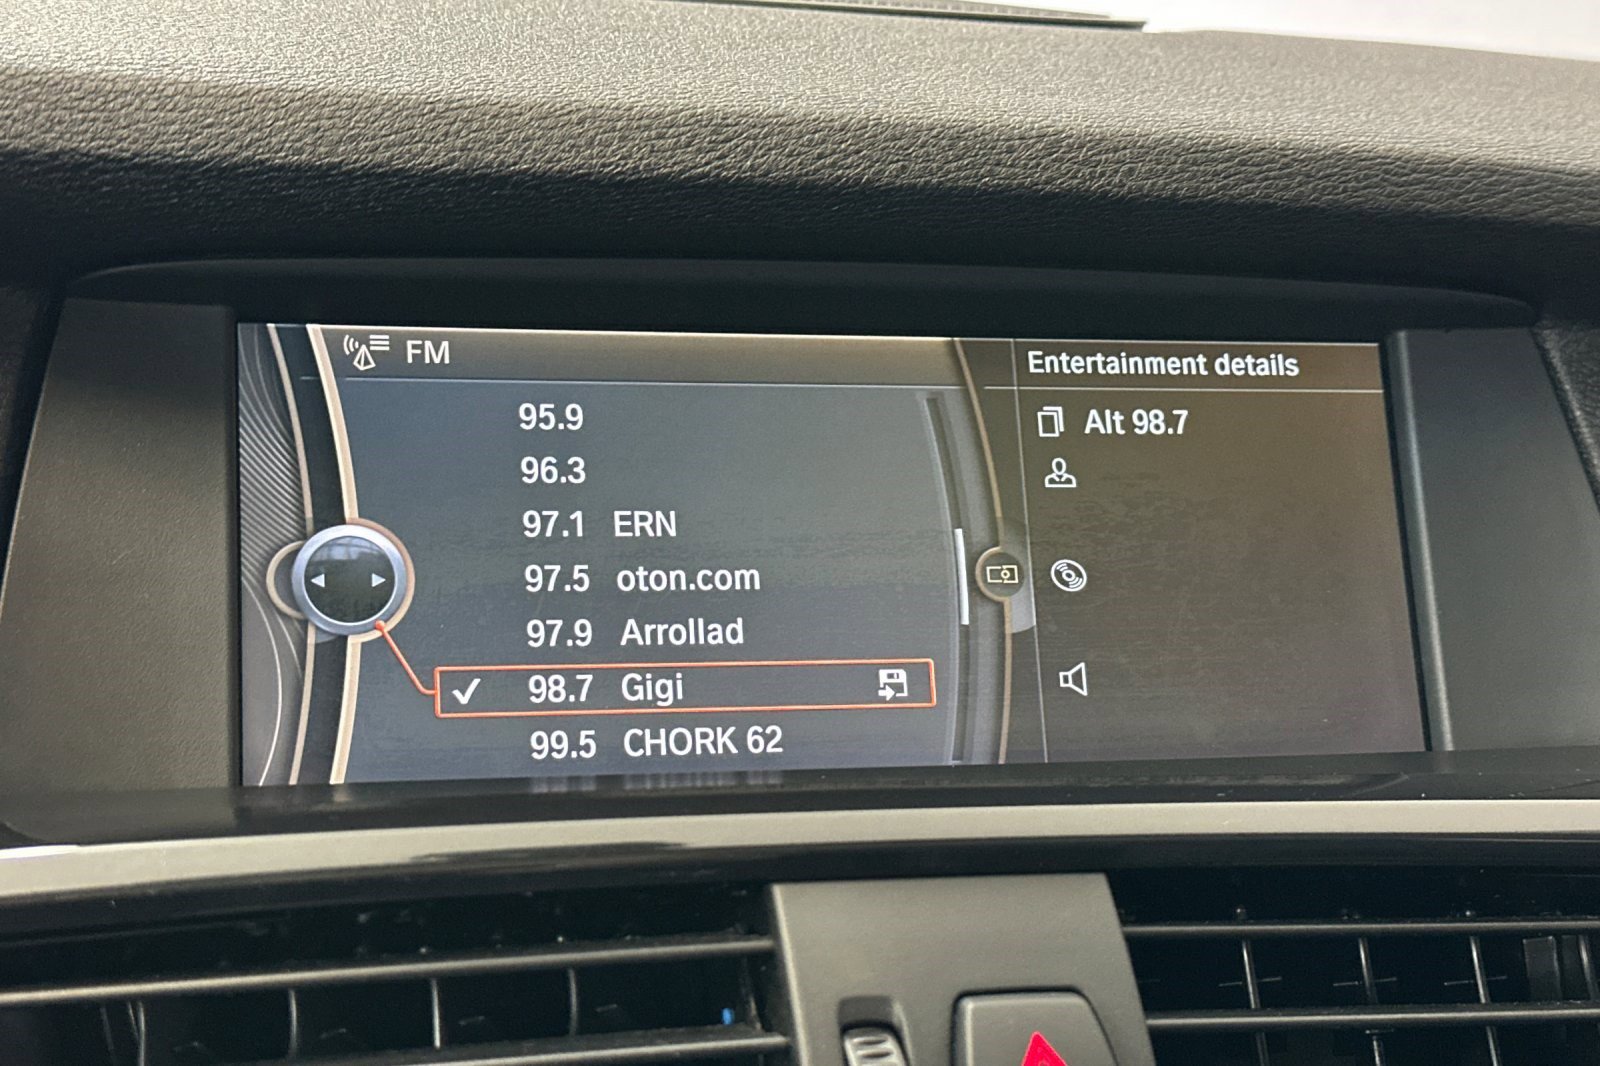 FM
95.9
96.3
97.1 ERN
97.5 oton.com
97.9 Arrollad
98.7 Gigi
99.5 CHORK 62
Entertainment details
Alt 98.7